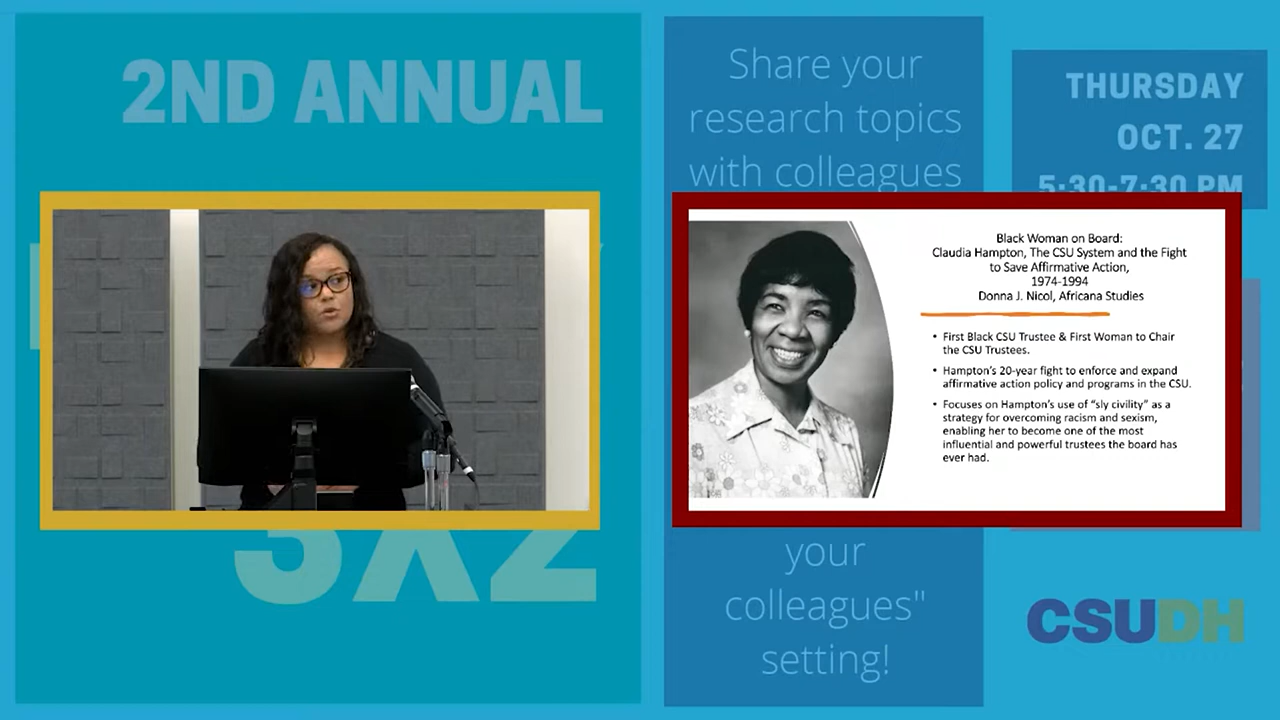 2ND ANNUAL
3X2
Share your
research topics
with colleagues
your
colleagues"
setting!
THURSDAY
OCT. 27
5:30-7:30 PM
Black Woman on Board:
Claudia Hampton, The CSU System and the Fight
to Save Affirmative Action,
1974-1994
Donna J. Nicol, Africana Studies
• First Black CSU Trustee & First Woman to Chair
the CSU Trustees.
• Hampton's 20-year fight to enforce and expand
affirmative action policy and programs in the CSU.
• Focuses on Hampton's use of "sly civility" as a
strategy for overcoming racism and sexism,
enabling her to become one of the most
influential and powerful trustees the board has
ever had.
CSUDH